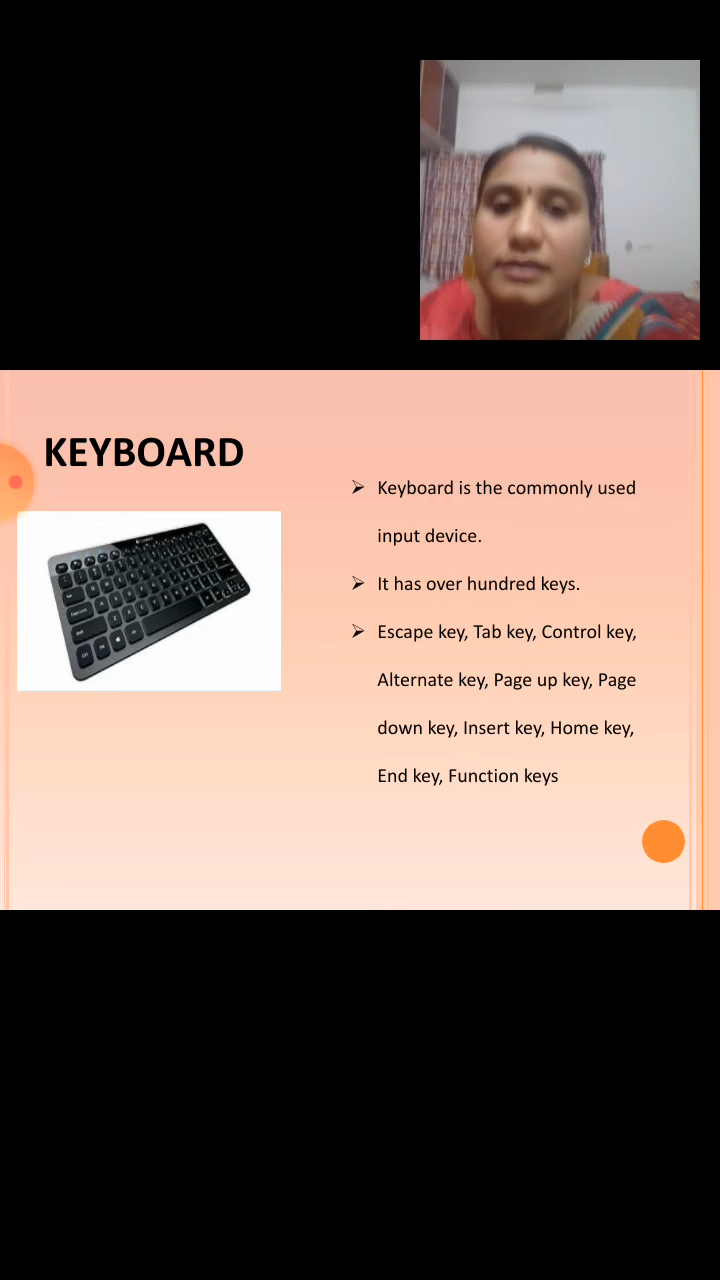 KEYBOARD
➢ Keyboard is the commonly used
input device.
➢ It has over hundred keys.
➢ Escape key, Tab key, Control key,
Alternate key, Page up key, Page
down key, Insert key, Home key,
End key, Function keys